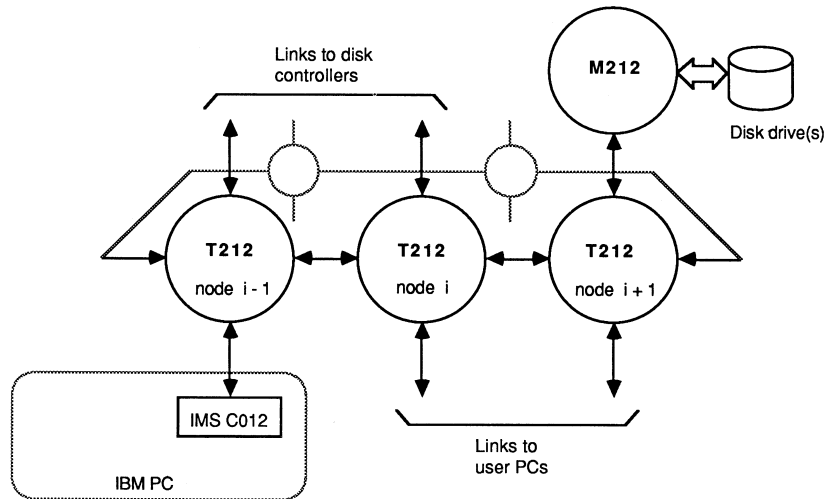 Links to disk
controllers
M212
Disk drive(s)
T212
node i - 1
T212
node i
T212
node i + 1
IMS C012
IBM PC
Links to
user PCs